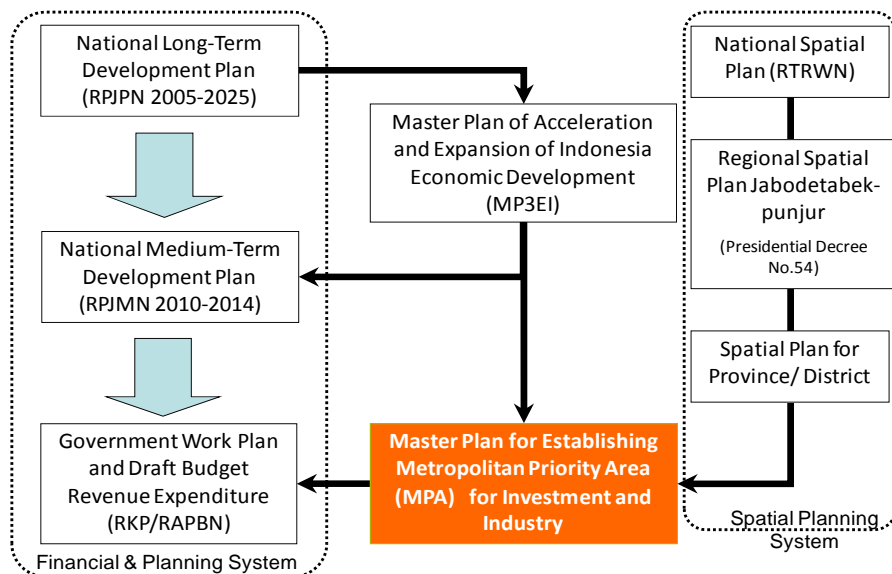 National Long-Term
Development Plan
(RPJPN 2005-2025)
National Medium-Term
Development Plan
(RPJMN 2010-2014)
Government Work Plan
and Draft Budget
Revenue Expenditure
(RKP/RAPBN)
Financial & Planning System
Master Plan of Acceleration
and Expansion of Indonesia
Economic Development
(MP3EI)
Master Plan for Establishing
Metropolitan Priority Area
(MPA) for Investment and
Industry
National Spatial
Plan (RTRWN)
Regional Spatial
Plan Jabodetabek-
punjur
(Presidential Decree
No.54)
Spatial Plan for
Province/ District
Spatial Planning
System